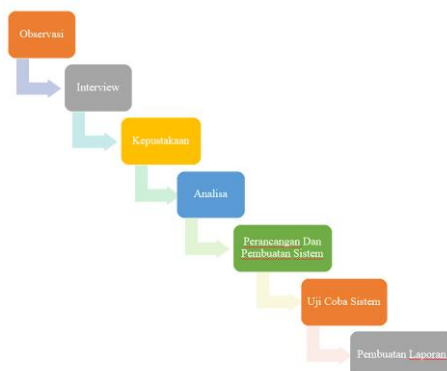 Observasi
Interview
Kepustakaan
Analisa
Perancangan Dan
Pembuatan Sistem
Uji Coba Sistem
Pembuatan Laporan